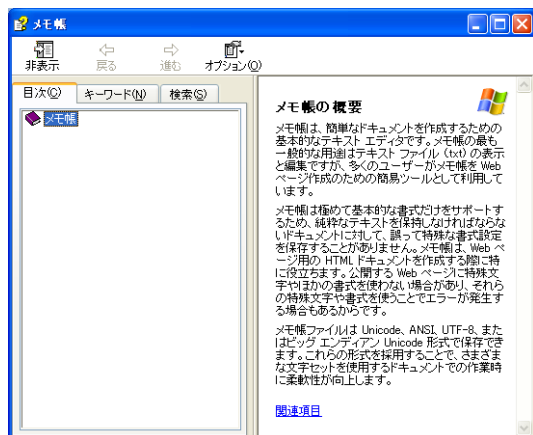 メモ帳
非表示
戻る
進む
オプション(O)
目次(C)
キーワード(N)
検索(S)
メモ帳
メモ帳の概要
メモ帳は、簡単なドキュメントを作成するための
基本的なテキスト エディタです。メモ帳の最も
一般的な用途はテキスト ファイル (txt) の表示
と編集ですが、多くのユーザーがメモ帳を Web
ページ作成のための簡易ツールとして利用して
います。
メモ帳は極めて基本的な書式だけをサポートす
るため、純粋なテキストを保持しなければならな
いドキュメントに対して、誤って特殊な書式設定
を保存することがありません。メモ帳は、Web ペ
ージ用の HTML ドキュメントを作成する際に特
に役立ちます。公開する Web ページに特殊文
字やほかの書式を使わない場合があり、それら
の特殊文字や書式を使うことでエラーが発生す
る場合もあるからです。
メモ帳ファイルは Unicode、ANSI、UTF-8、また
はビッグ エンディアン Unicode 形式で保存でき
ます。これらの形式を採用することで、さまざま
な文字セットを使用するドキュメントでの作業時
に柔軟性が向上します。
関連項目